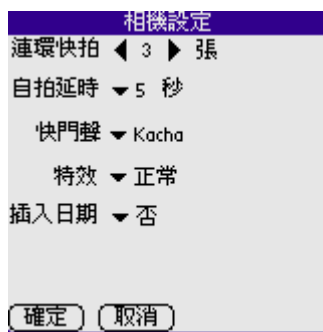 相機設定
連環快拍 ◀ 3 ▶ 張
自拍延時 ▼ 5 秒
快門聲 ▼ Kacha
特效 ▼ 正常
插入日期 ▼ 否
確定 取消